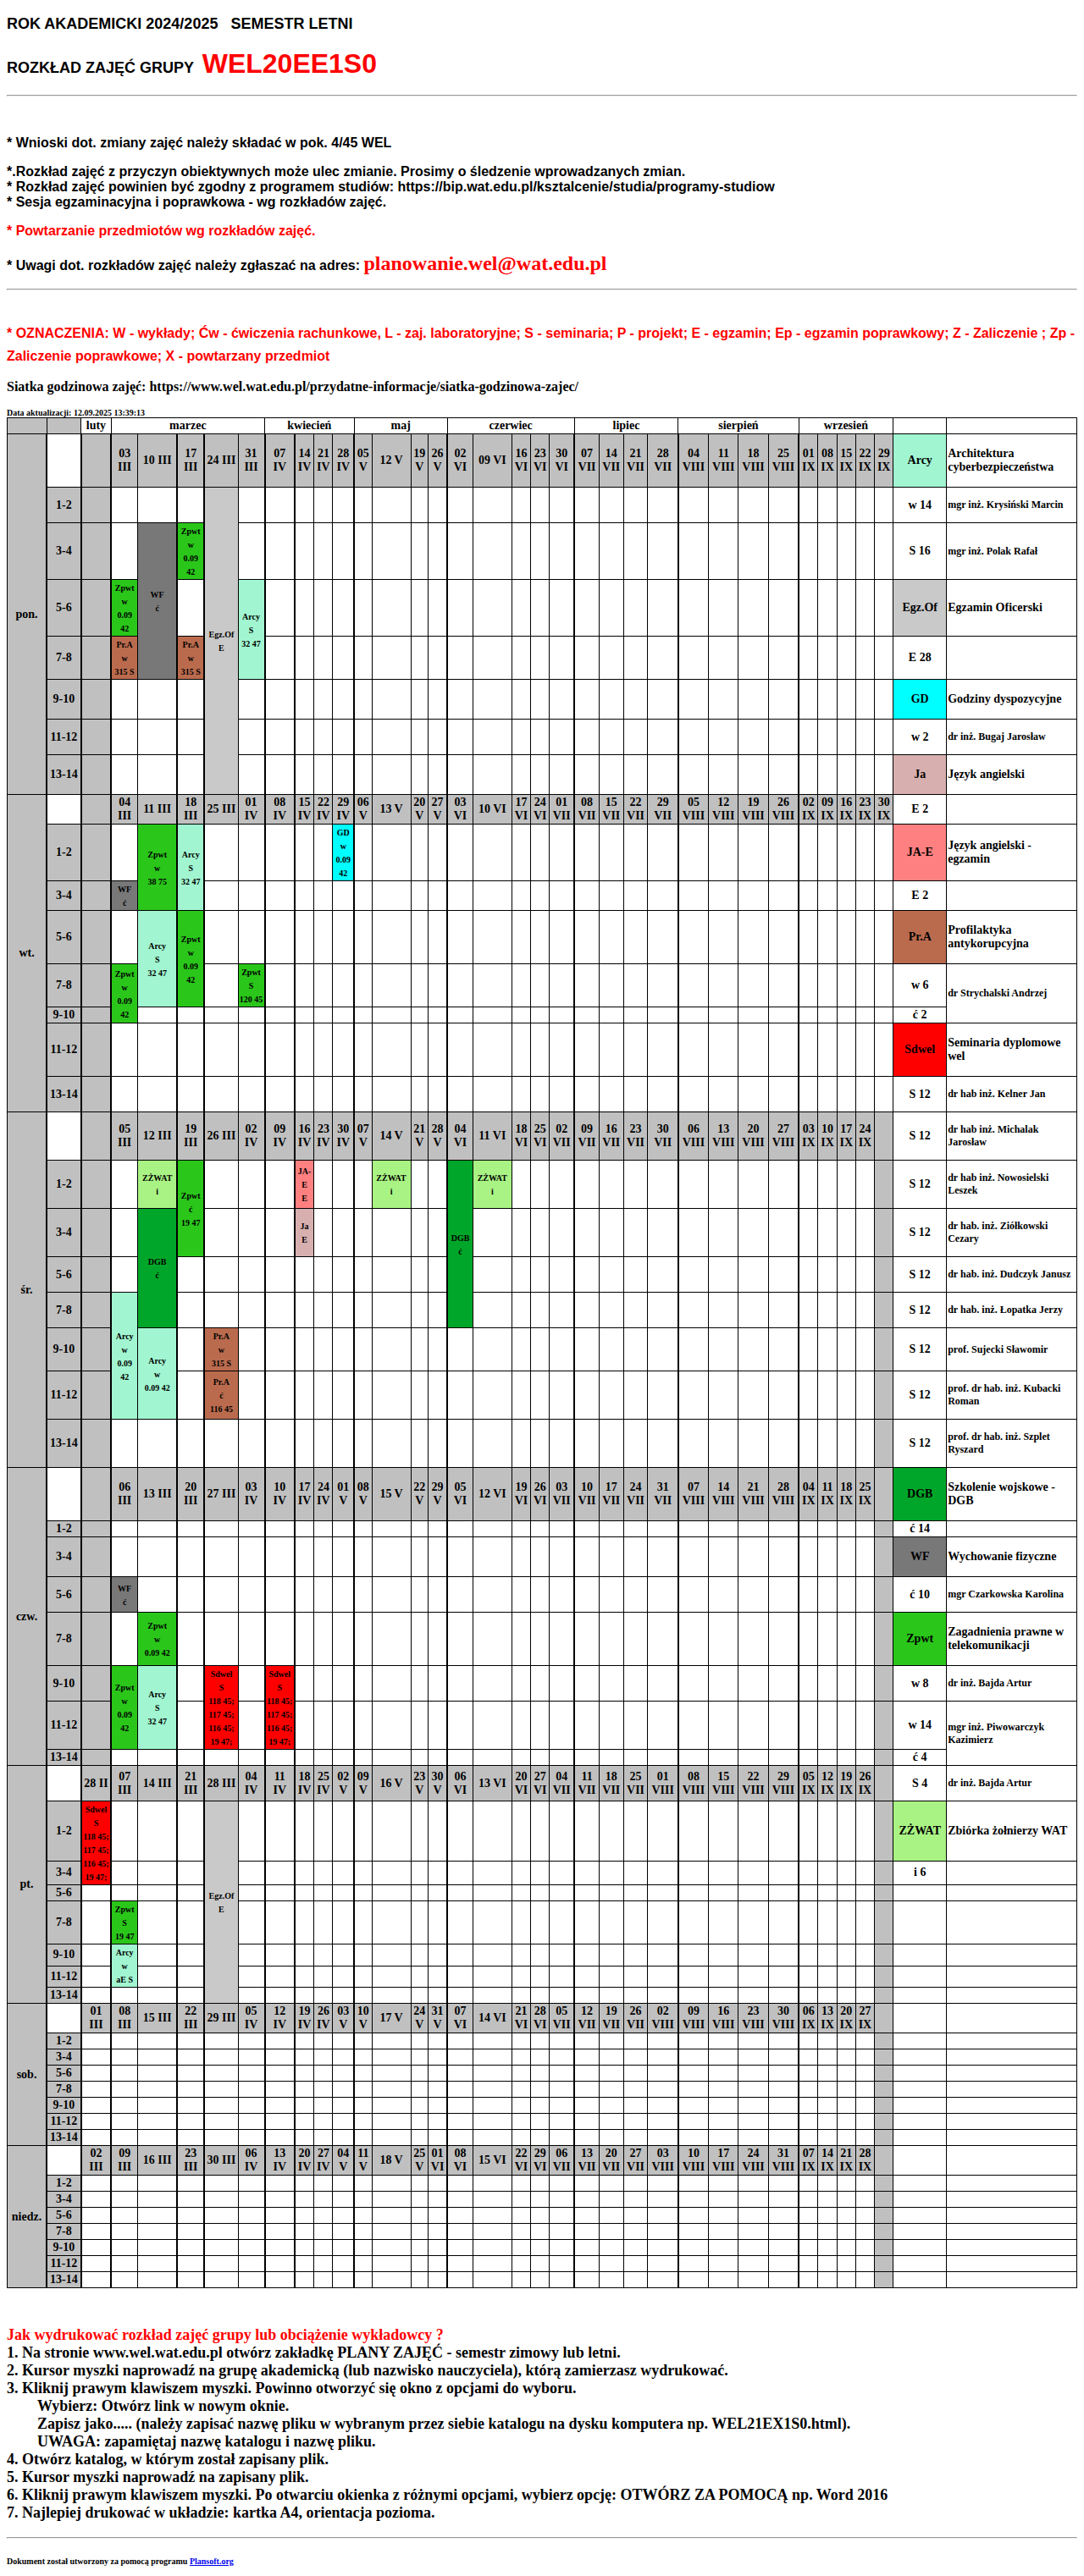 ROK AKADEMICKI 2024/2025 SEMESTR LETNI
ROZKŁAD ZAJĘĆ GRUPY WEL20EE1S0
* Wnioski dot. zmiany zajęć należy składać w pok. 4/45 WEL
*.Rozkład zajęć z przyczyn obiektywnych może ulec zmianie. Prosimy o śledzenie wprowadzanych zmian.
* Rozkład zajęć powinien być zgodny z programem studiów: https://bip.wat.edu.pl/ksztalcenie/studia/programy-studiow
* Sesja egzaminacyjna i poprawkowa - wg rozkładów zajęć.
* Powtarzanie przedmiotów wg rozkładów zajęć.
* Uwagi dot. rozkładów zajęć należy zgłaszać na adres: planowanie.wel@wat.edu.pl
* OZNACZENIA: W - wykłady; Ćw - ćwiczenia rachunkowe, L - zaj. laboratoryjne; S - seminaria; P - projekt; E - egzamin; Ep - egzamin poprawkowy; Z - Zaliczenie ; Zp -
Zaliczenie poprawkowe; X - powtarzany przedmiot
Siatka godzinowa zajęć: https://www.wel.wat.edu.pl/przydatne-informacje/siatka-godzinowa-zajec/
Data aktualizacji: 12.09.2025 13:39:13
luty marzec kwiecień maj czerwiec lipiec sierpień wrzesień
pon. 03 III 10 III 17 III 24 III 31 III 07 IV 14 IV 21 IV 28 IV 05 V 12 V 19 V 26 V 02 VI 09 VI 16 VI 23 VI 30 VI 07 VII 14 VII 21 VII 28 VII 04 VIII 11 VIII 18 VIII 25 VIII 01 IX 08 IX 15 IX 22 IX 29 IX Arcy Architektura cyberbezpieczeństwa
1-2 Egz.Of E w 14 mgr inż. Krysiński Marcin
3-4 WF ć Zpwt w 0.09 42 S 16 mgr inż. Polak Rafał
5-6 Zpwt w 0.09 42 Arcy S 32 47 Egz.Of Egzamin Oficerski
7-8 Pr.A w 315 S Pr.A w 315 S E 28
9-10 GD Godziny dyspozycyjne
11-12 w 2 dr inż. Bugaj Jarosław
13-14 Ja Język angielski
wt. 04 III 11 III 18 III 25 III 01 IV 08 IV 15 IV 22 IV 29 IV 06 V 13 V 20 V 27 V 03 VI 10 VI 17 VI 24 VI 01 VII 08 VII 15 VII 22 VII 29 VII 05 VIII 12 VIII 19 VIII 26 VIII 02 IX 09 IX 16 IX 23 IX 30 IX E 2
1-2 Zpwt w 38 75 Arcy S 32 47 GD w 0.09 42 JA-E Język angielski - egzamin
3-4 WF ć E 2
5-6 Arcy S 32 47 Zpwt w 0.09 42 Pr.A Profilaktyka antykorupcyjna
7-8 Zpwt w 0.09 42 Zpwt S 120 45 w 6 dr Strychalski Andrzej
9-10 ć 2
11-12 Sdwel Seminaria dyplomowe wel
13-14 S 12 dr hab inż. Kelner Jan
śr. 05 III 12 III 19 III 26 III 02 IV 09 IV 16 IV 23 IV 30 IV 07 V 14 V 21 V 28 V 04 VI 11 VI 18 VI 25 VI 02 VII 09 VII 16 VII 23 VII 30 VII 06 VIII 13 VIII 20 VIII 27 VIII 03 IX 10 IX 17 IX 24 IX S 12 dr hab inż. Michalak Jarosław
1-2 ZŻWAT i Zpwt ć 19 47 JA-E E ZŻWAT i DGB ć ZŻWAT i S 12 dr hab inż. Nowosielski Leszek
3-4 DGB ć Ja E S 12 dr hab. inż. Ziółkowski Cezary
5-6 S 12 dr hab. inż. Dudczyk Janusz
7-8 Arcy w 0.09 42 S 12 dr hab. inż. Łopatka Jerzy
9-10 Arcy w 0.09 42 Pr.A w 315 S S 12 prof. Sujecki Sławomir
11-12 Pr.A ć 116 45 S 12 prof. dr hab. inż. Kubacki Roman
13-14 S 12 prof. dr hab. inż. Szplet Ryszard
czw. 06 III 13 III 20 III 27 III 03 IV 10 IV 17 IV 24 IV 01 V 08 V 15 V 22 V 29 V 05 VI 12 VI 19 VI 26 VI 03 VII 10 VII 17 VII 24 VII 31 VII 07 VIII 14 VIII 21 VIII 28 VIII 04 IX 11 IX 18 IX 25 IX DGB Szkolenie wojskowe - DGB
1-2 ć 14
3-4 WF Wychowanie fizyczne
5-6 WF ć ć 10 mgr Czarkowska Karolina
7-8 Zpwt w 0.09 42 Zpwt Zagadnienia prawne w telekomunikacji
9-10 Zpwt w 0.09 42 Arcy S 32 47 Sdwel S 118 45; 117 45; 116 45; 19 47; Sdwel S 118 45; 117 45; 116 45; 19 47; w 8 dr inż. Bajda Artur
11-12 w 14 mgr inż. Piwowarczyk Kazimierz
13-14 ć 4
pt. 28 II 07 III 14 III 21 III 28 III 04 IV 11 IV 18 IV 25 IV 02 V 09 V 16 V 23 V 30 V 06 VI 13 VI 20 VI 27 VI 04 VII 11 VII 18 VII 25 VII 01 VIII 08 VIII 15 VIII 22 VIII 29 VIII 05 IX 12 IX 19 IX 26 IX S 4 dr inż. Bajda Artur
1-2 Sdwel S 118 45; 117 45; 116 45; 19 47; Egz.Of E ZŻWAT Zbiórka żołnierzy WAT
3-4 i 6
5-6
7-8 Zpwt S 19 47
9-10 Arcy w aE S
11-12
13-14
sob. 01 III 08 III 15 III 22 III 29 III 05 IV 12 IV 19 IV 26 IV 03 V 10 V 17 V 24 V 31 V 07 VI 14 VI 21 VI 28 VI 05 VII 12 VII 19 VII 26 VII 02 VIII 09 VIII 16 VIII 23 VIII 30 VIII 06 IX 13 IX 20 IX 27 IX
1-2
3-4
5-6
7-8
9-10
11-12
13-14
niedz. 02 III 09 III 16 III 23 III 30 III 06 IV 13 IV 20 IV 27 IV 04 V 11 V 18 V 25 V 01 VI 08 VI 15 VI 22 VI 29 VI 06 VII 13 VII 20 VII 27 VII 03 VIII 10 VIII 17 VIII 24 VIII 31 VIII 07 IX 14 IX 21 IX 28 IX
1-2
3-4
5-6
7-8
9-10
11-12
13-14
Jak wydrukować rozkład zajęć grupy lub obciążenie wykładowcy ?
1. Na stronie www.wel.wat.edu.pl otwórz zakładkę PLANY ZAJĘĆ - semestr zimowy lub letni.
2. Kursor myszki naprowadź na grupę akademicką (lub nazwisko nauczyciela), którą zamierzasz wydrukować.
3. Kliknij prawym klawiszem myszki. Powinno otworzyć się okno z opcjami do wyboru.
Wybierz: Otwórz link w nowym oknie.
Zapisz jako..... (należy zapisać nazwę pliku w wybranym przez siebie katalogu na dysku komputera np. WEL21EX1S0.html).
UWAGA: zapamiętaj nazwę katalogu i nazwę pliku.
4. Otwórz katalog, w którym został zapisany plik.
5. Kursor myszki naprowadź na zapisany plik.
6. Kliknij prawym klawiszem myszki. Po otwarciu okienka z różnymi opcjami, wybierz opcję: OTWÓRZ ZA POMOCĄ np. Word 2016
7. Najlepiej drukować w układzie: kartka A4, orientacja pozioma.
Dokument został utworzony za pomocą programu Plansoft.org